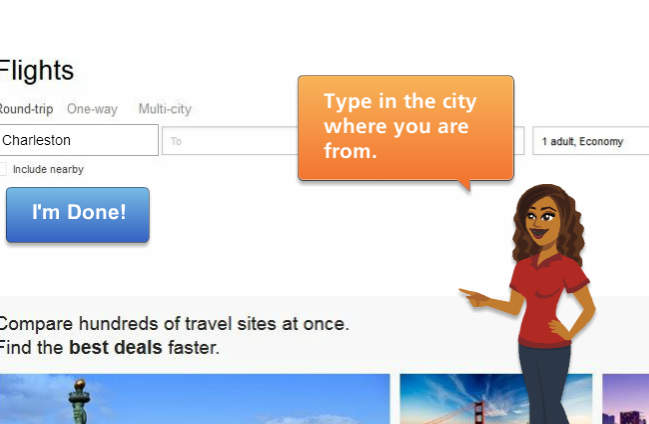 Flights
Round-trip One-way Multi-city
Charleston
To
1 adult, Economy
Include nearby
Type in the city
where you are
from.
I'm Done!
Compare hundreds of travel sites at once.
Find the best deals faster.